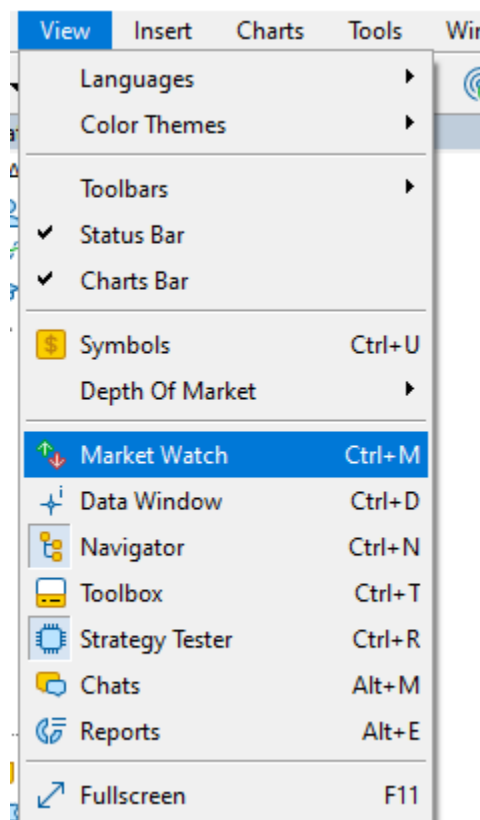 View Insert Charts Tools
Languages
Color Themes
Toolbars
Status Bar
Charts Bar
Symbols Ctrl+U
Depth Of Market
Market Watch Ctrl+M
Data Window Ctrl+D
Navigator Ctrl+N
Toolbox Ctrl+T
Strategy Tester Ctrl+R
Chats Alt+M
Reports Alt+E
Fullscreen F11